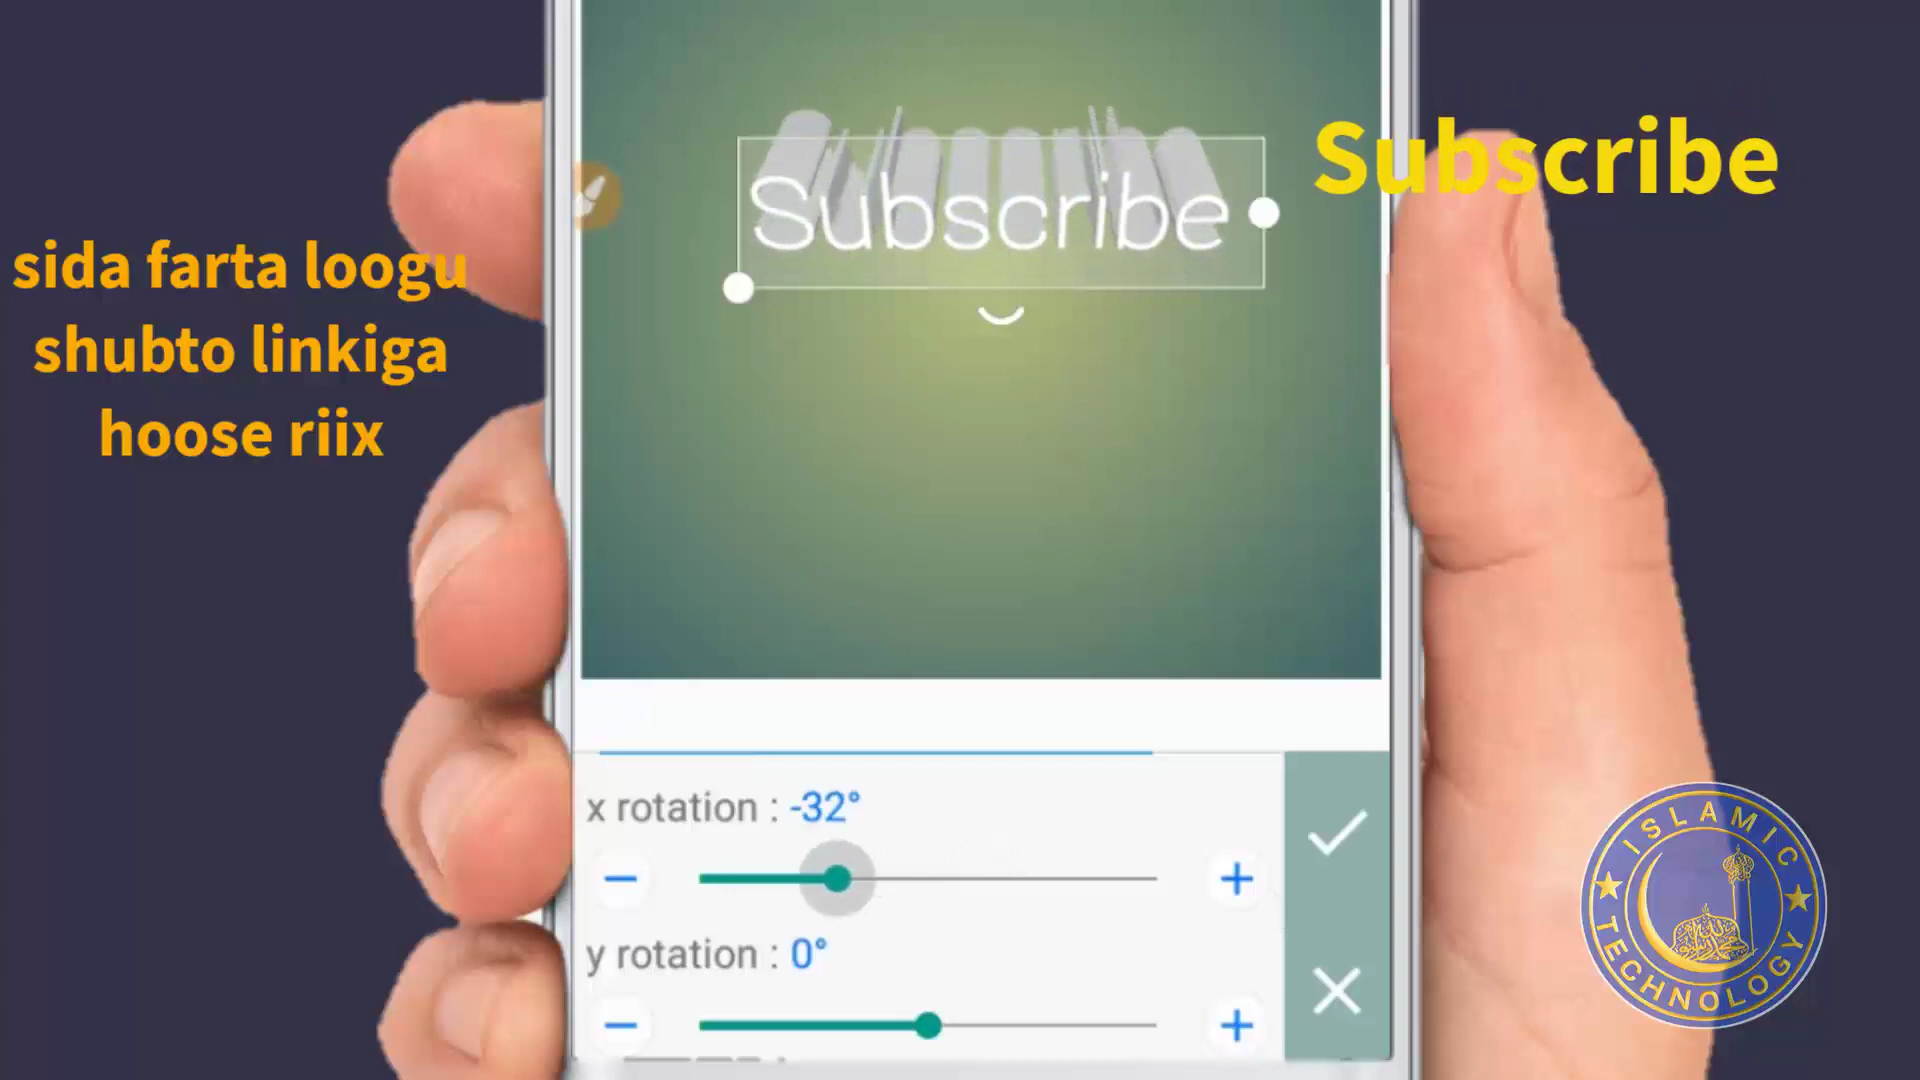 Subscribe
Subscribe
sida farta loogu
shubto linkiga
hoose riix
x rotation : -32°
y rotation : 0°
ISLAMIC
TECHNOLOGY